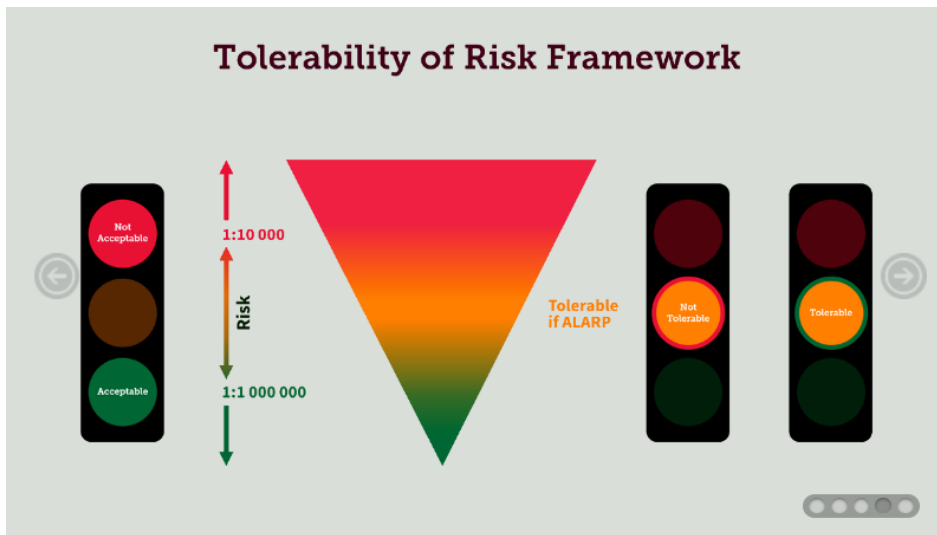 Tolerability of Risk Framework
Not
Acceptable
Acceptable
1:10 000
Risk
1:1 000 000
Tolerable
if ALARP
Not
Tolerable
Tolerable